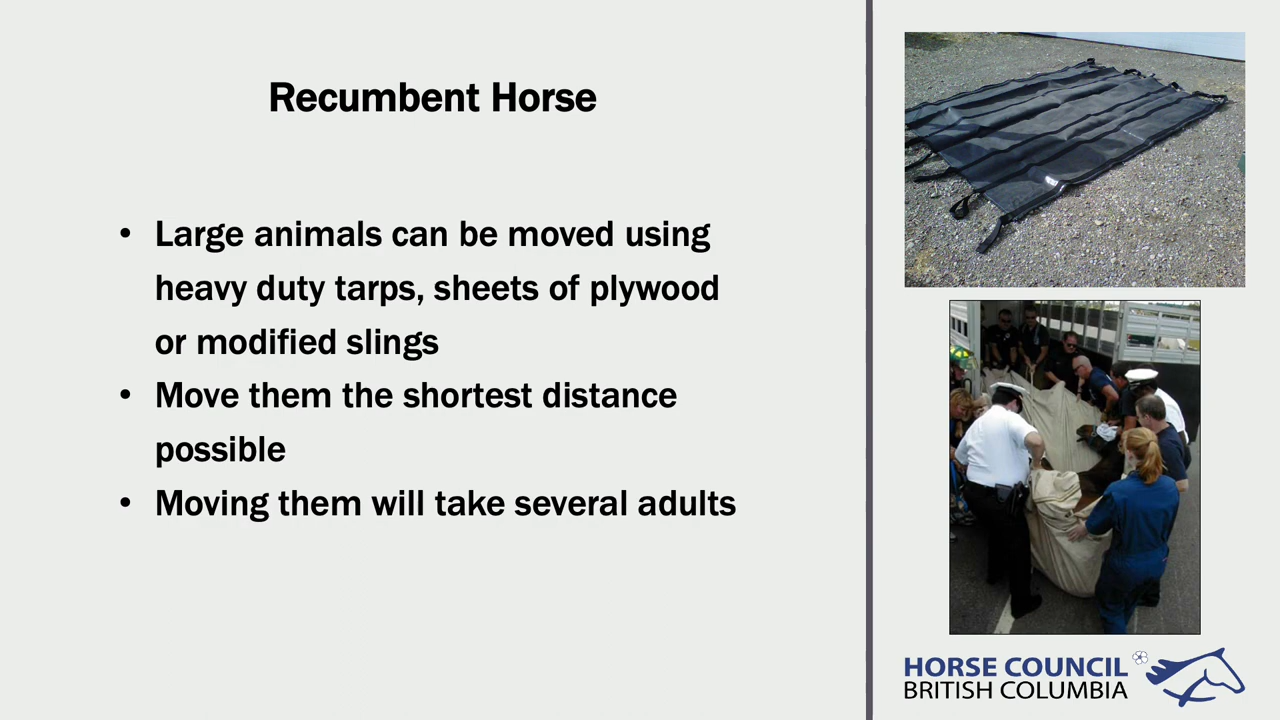 Recumbent Horse
• Large animals can be moved using
heavy duty tarps, sheets of plywood
or modified slings
• Move them the shortest distance
possible
• Moving them will take several adults
HORSE COUNCIL
BRITISH COLUMBIA